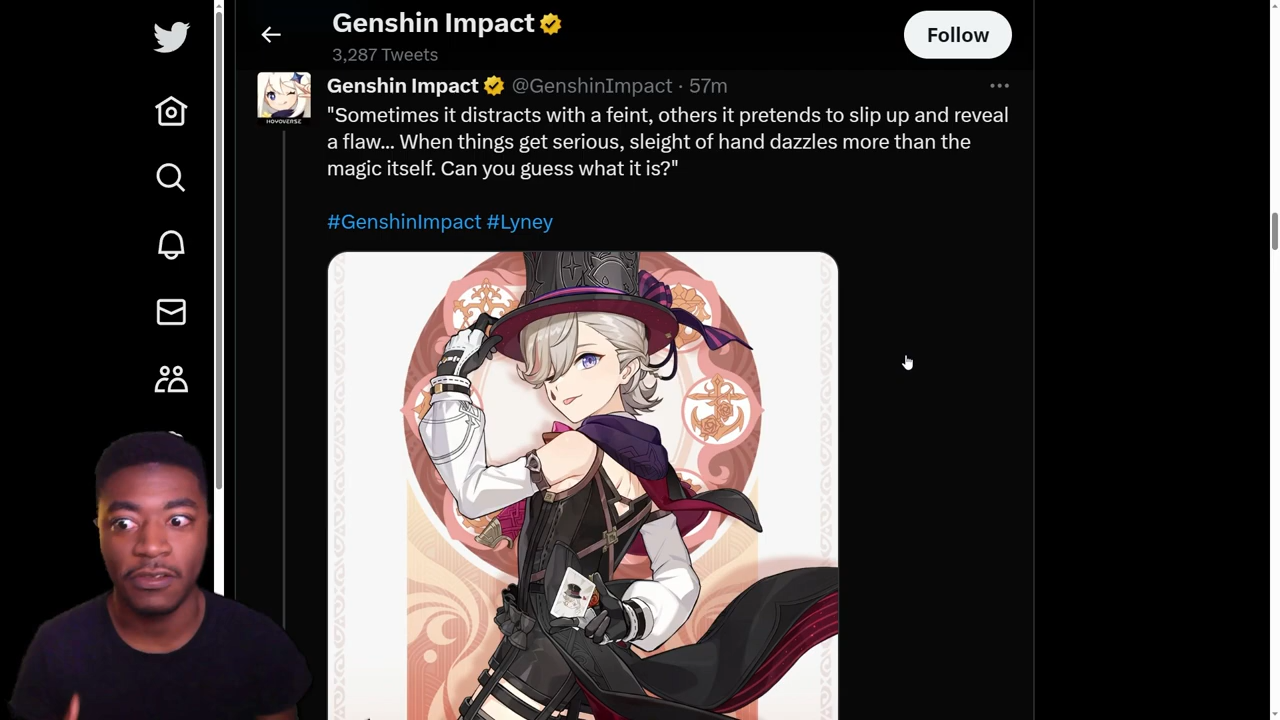 Genshin Impact
3,287 Tweets
Follow
Genshin Impact @GenshinImpact · 57m
"Sometimes it distracts with a feint, others it pretends to slip up and reveal
a flaw... When things get serious, sleight of hand dazzles more than the
magic itself. Can you guess what it is?"
#GenshinImpact #Lyney
HOYOVERSE